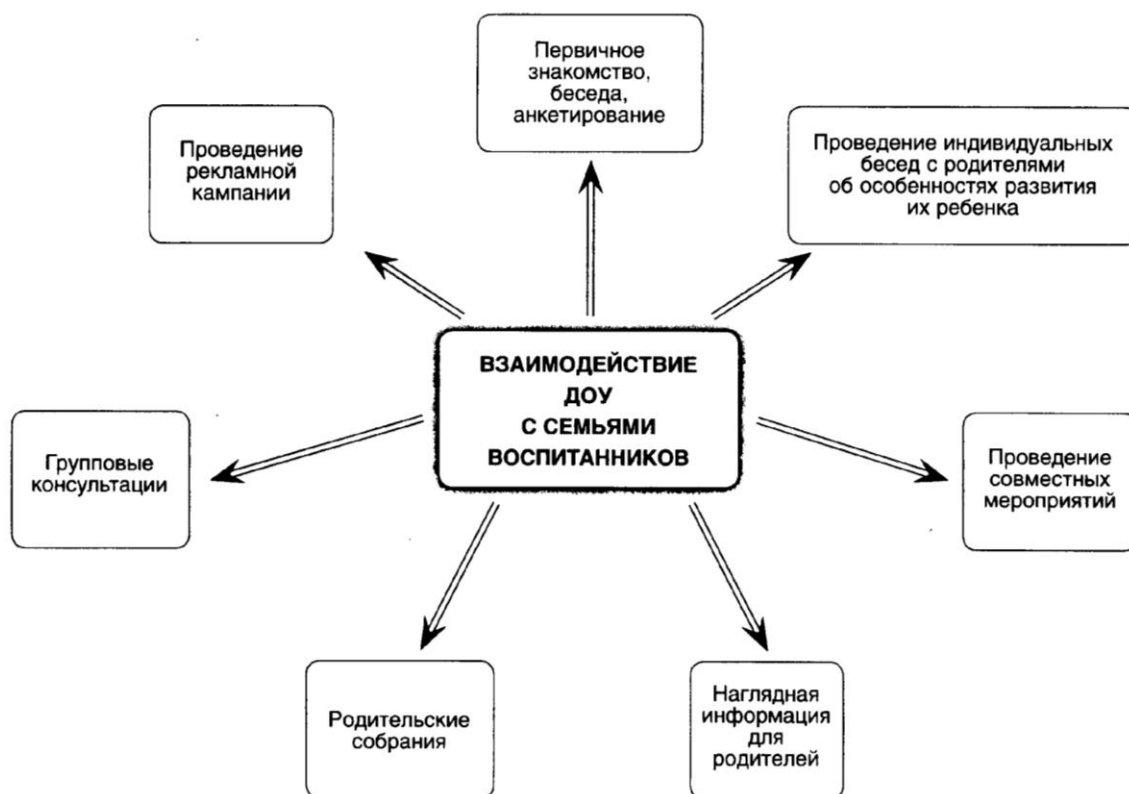 Первичное
знакомство,
беседа,
анкетирование
Проведение
рекламной
кампании
Проведение индивидуальных
бесед с родителями
об особенностях развития
их ребенка
ВЗАИМОДЕЙСТВИЕ
ДОУ
С СЕМЬЯМИ
ВОСПИТАННИКОВ
Групповые
консультации
Проведение
совместных
мероприятий
Родительские
собрания
Наглядная
информация
для
родителей